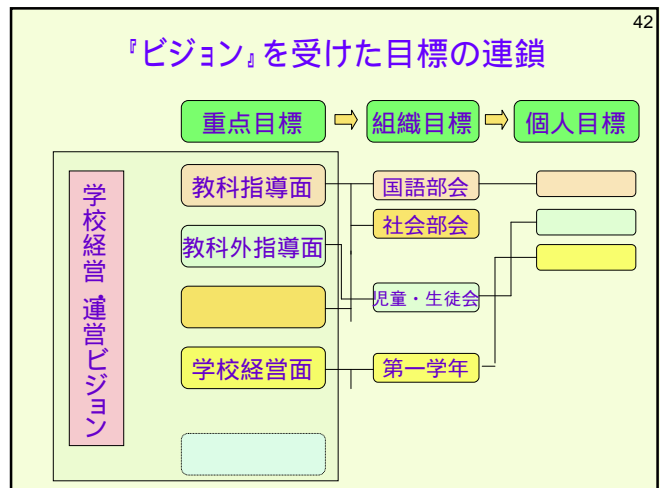 42
『ビジョン』を受けた目標の連鎖
重点目標
組織目標
個人目標
学校経営・運営ビジョン
教科指導面
国語部会
社会部会
教科外指導面
児童・生徒会
学校経営面
第一学年